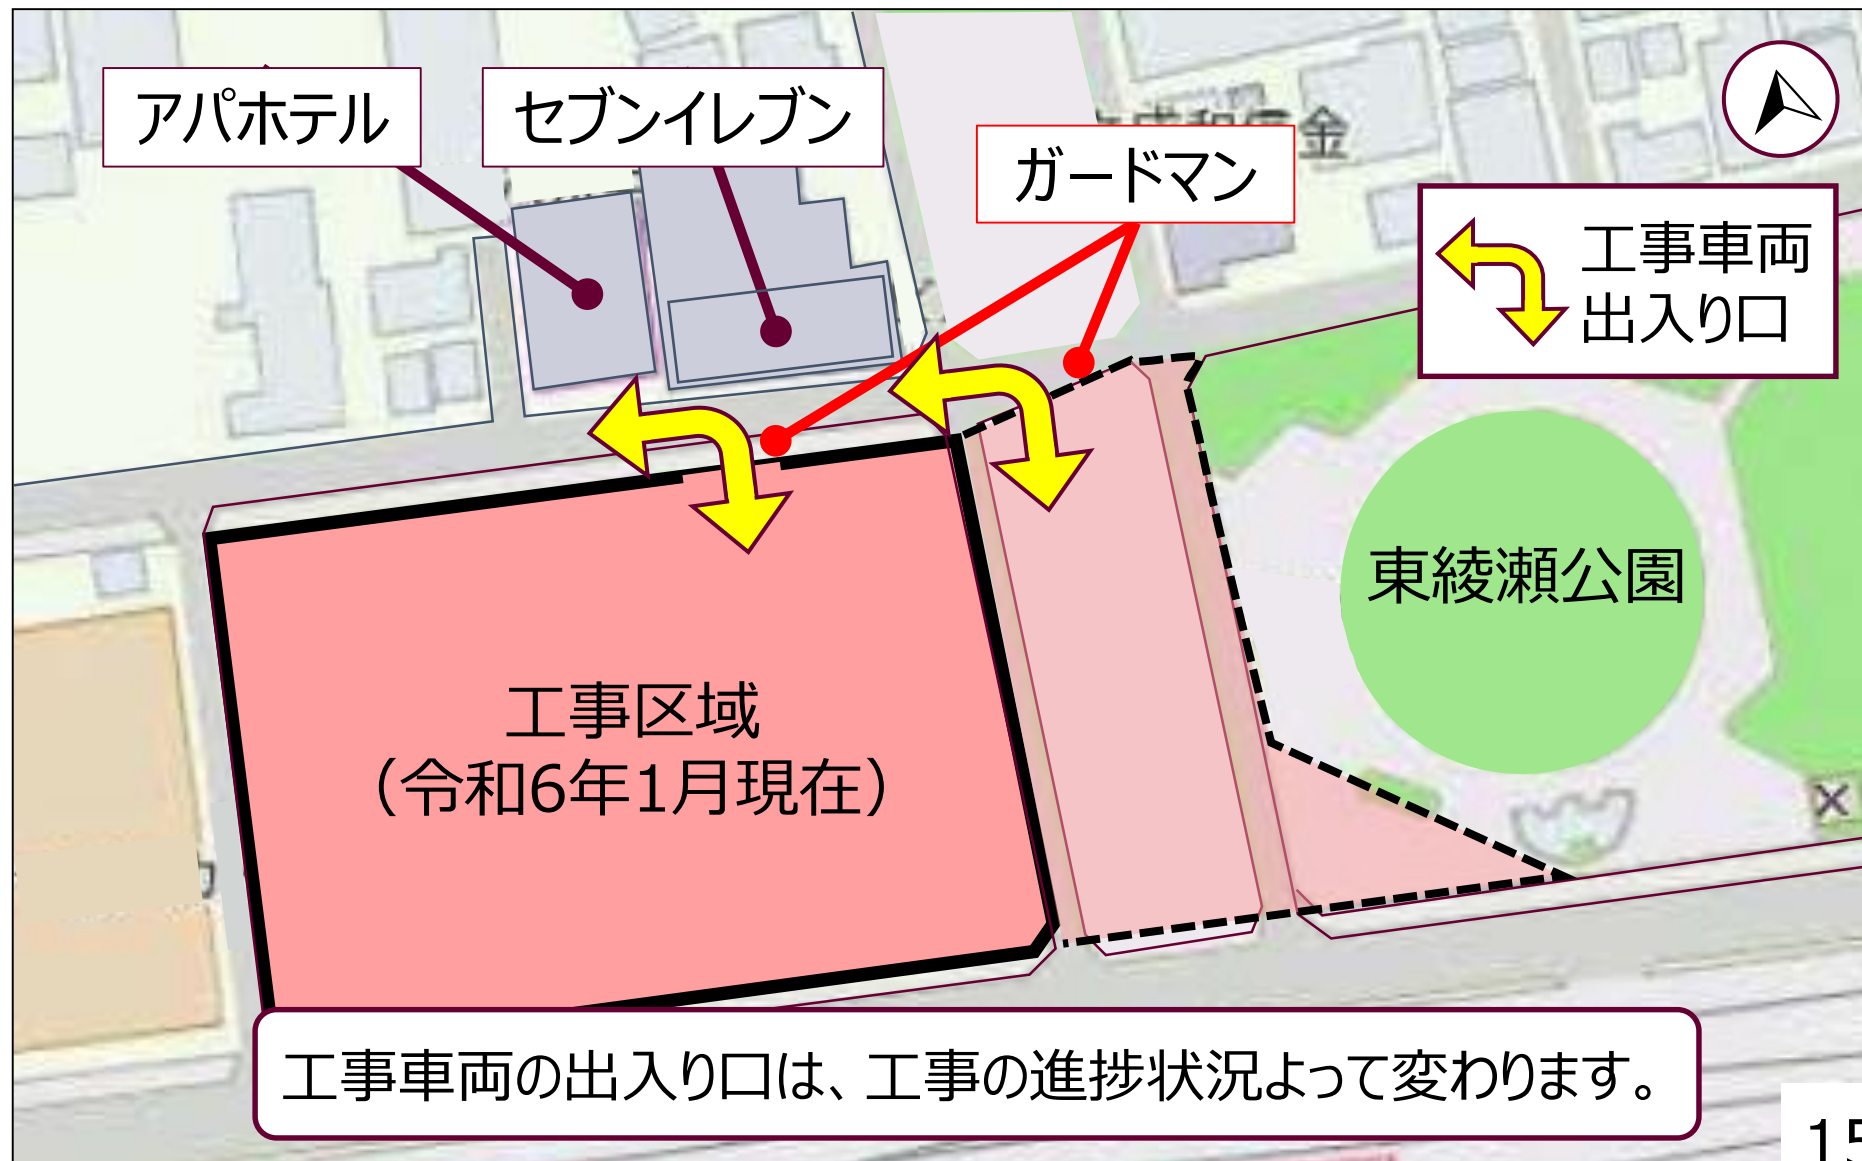 アパホテル
セブンイレブン
ガードマン
金
工事車両
出入り口
東綾瀬公園
工事区域
（令和6年1月現在）
工事車両の出入り口は、工事の進捗状況よって変わります。
15